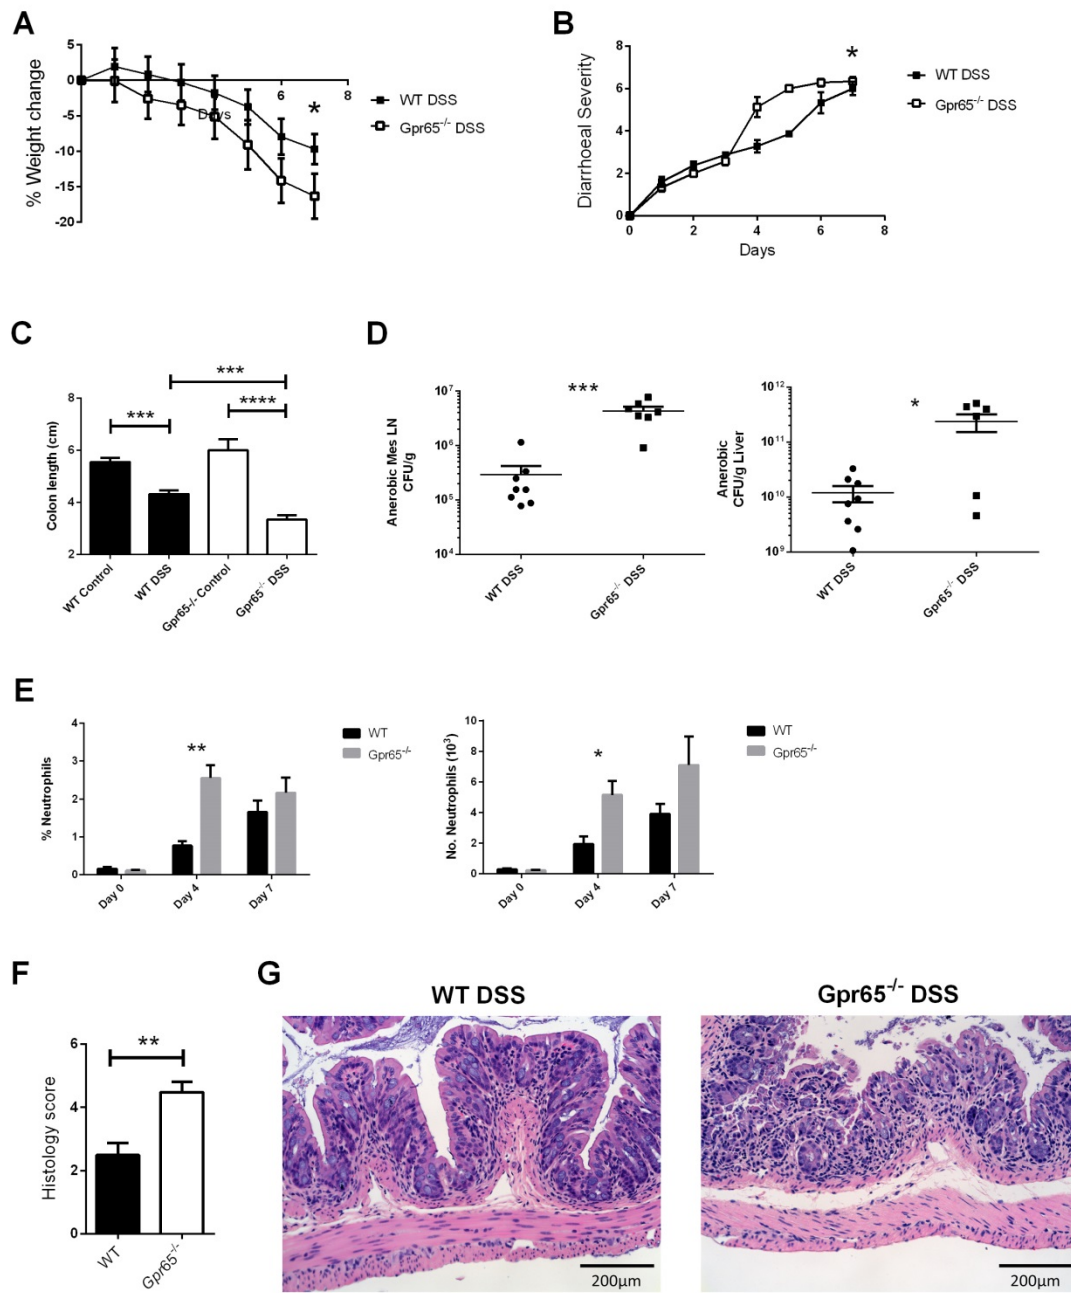 A
5
0
-5
-10
-15
-20
% Weight change
Days
6
8
*
WT DSS
Gpr65-/- DSS
B
8
6
4
2
0
Diarrhoeal Severity
0
2
4
6
8
Days
*
WT DSS
Gpr65-/- DSS
C
8
6
4
2
Colon length (cm)
***
***
****
WT Control
WT DSS
Gpr65-/- Control
Gpr65-/- DSS
D
10^7
10^6
10^5
10^4
Anerobic Mes LN
CFU/g
***
WT DSS
Gpr65-/- DSS
10^12
10^11
10^10
10^9
Anerobic
CFU/g Liver
*
WT DSS
Gpr65-/- DSS
E
4
3
2
1
0
% Neutrophils
**
Day 0
Day 4
Day 7
WT
Gpr65-/-
10
8
6
4
2
0
No. Neutrophils (10^3)
*
Day 0
Day 4
Day 7
WT
Gpr65-/-
F
6
4
2
0
Histology score
**
WT
Gpr65-/-
G
WT DSS
200µm
Gpr65-/- DSS
200µm